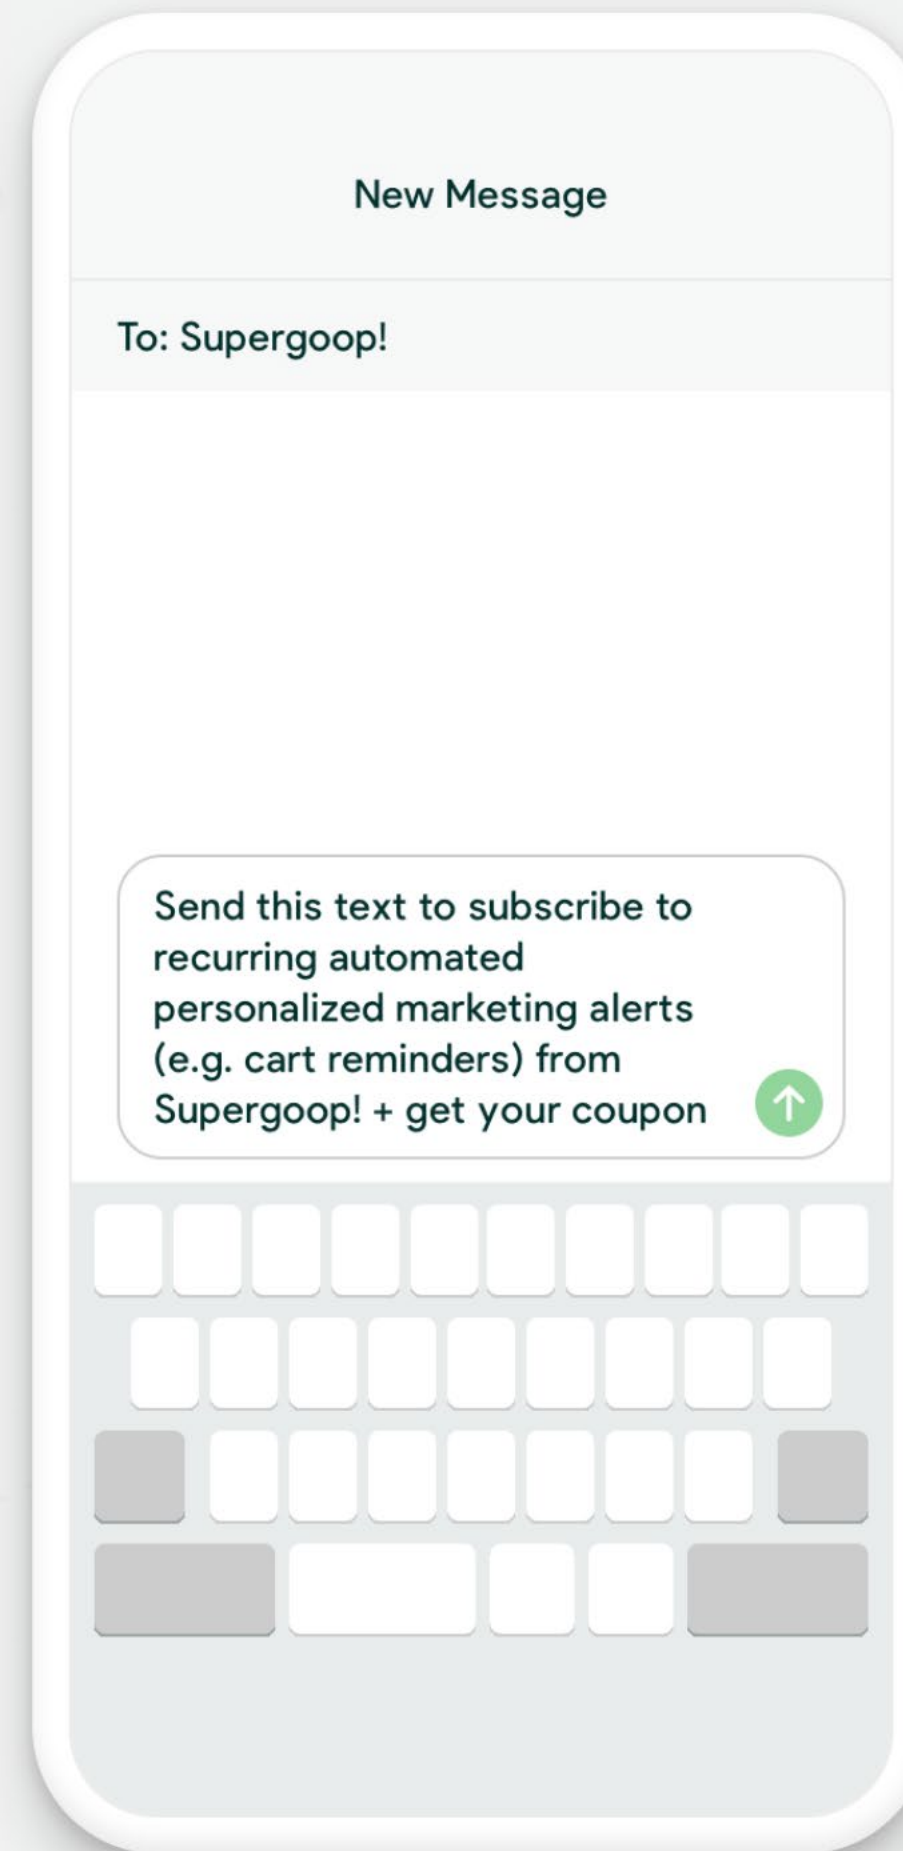 New Message
To: Supergoop!
Send this text to subscribe to
recurring automated
personalized marketing alerts
(e.g. cart reminders) from
Supergoop! + get your coupon